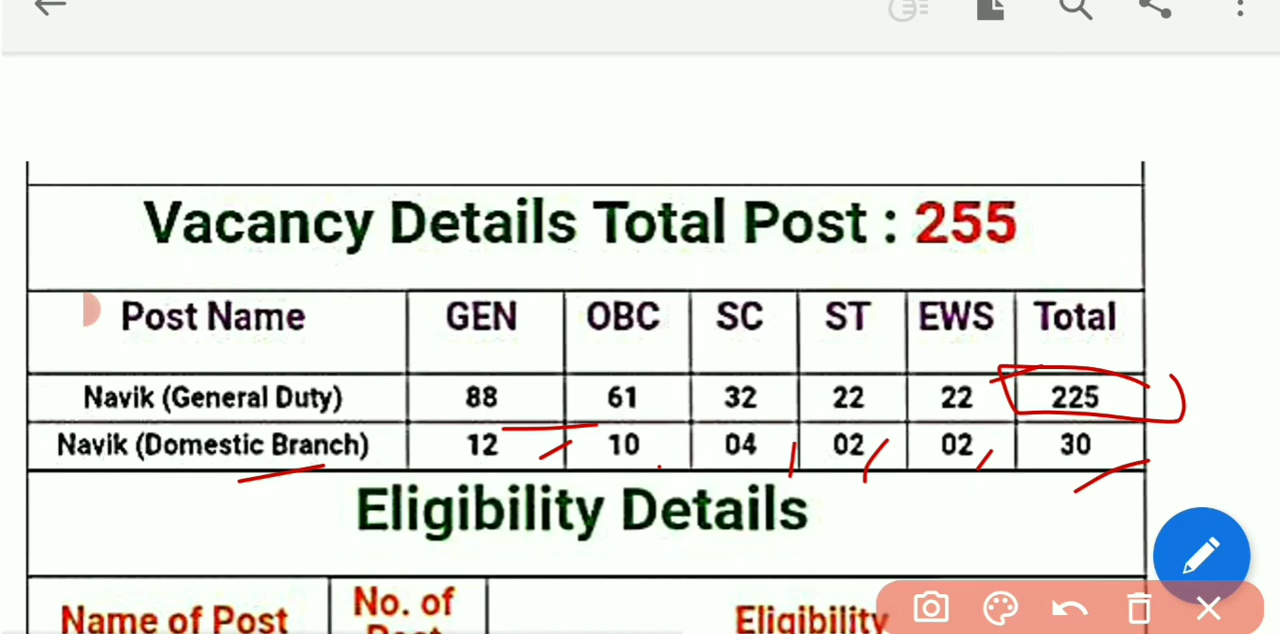 Vacancy Details Total Post : 255
Post Name GEN OBC SC ST EWS Total
Navik (General Duty) 88 61 32 22 22 225
Navik (Domestic Branch) 12 10 04 02 02 30
Eligibility Details
Name of Post No. of Post Eligibility